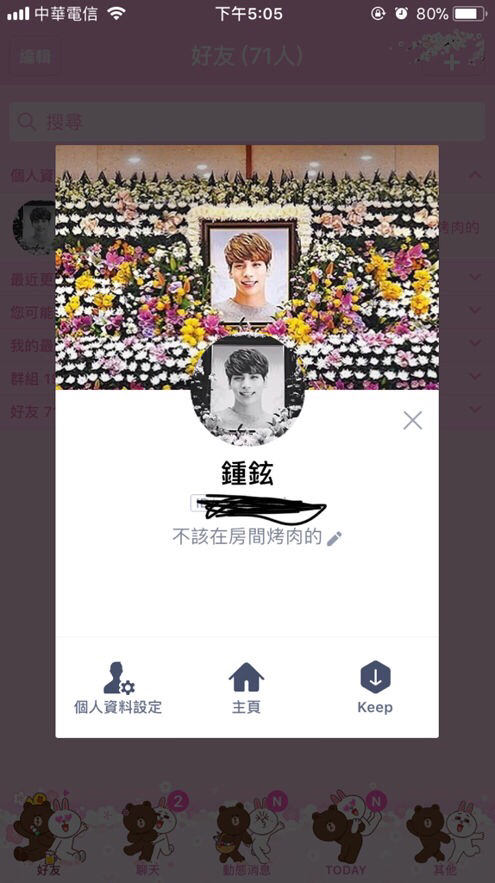 中華電信
下午5:05
80%
編輯
好友 (71人)
搜尋
個人資
烤肉的
最近更
您可能
我的最
群組 1
好友 7
鍾鉉
不該在房間烤肉的
個人資料設定
主頁
Keep
2
N
N
好友
聊天
動態消息
TODAY
其他